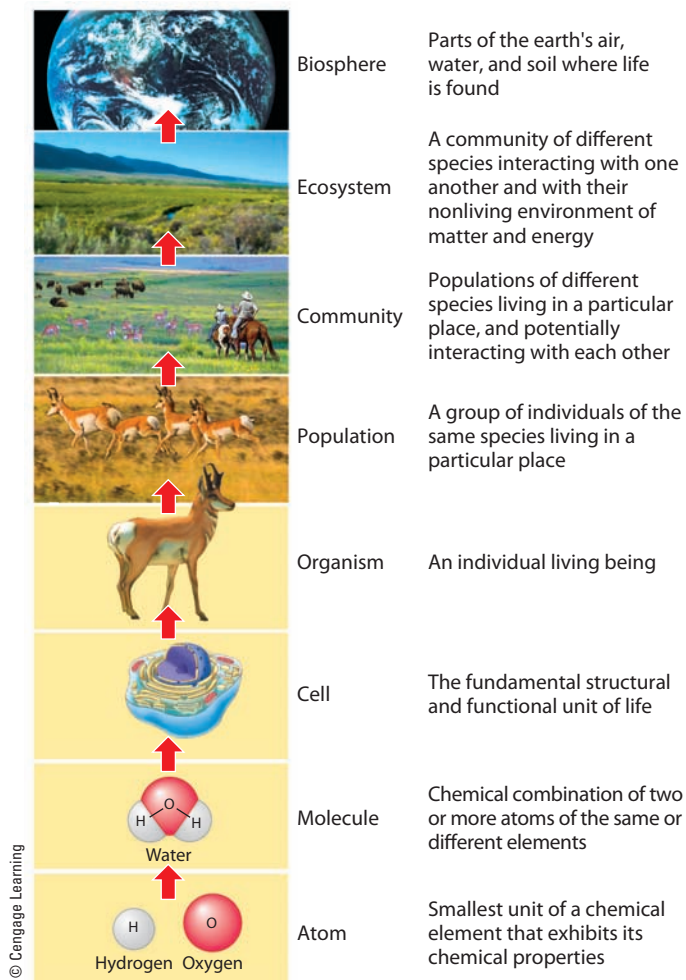 Biosphere
Parts of the earth's air,
water, and soil where life
is found
Ecosystem
A community of different
species interacting with one
another and with their
nonliving environment of
matter and energy
Community
Populations of different
species living in a particular
place, and potentially
interacting with each other
Population
A group of individuals of the
same species living in a
particular place
Organism
An individual living being
Cell
The fundamental structural
and functional unit of life
O
H H
Water
Molecule
Chemical combination of two
or more atoms of the same or
different elements
H O
Hydrogen Oxygen
Atom
Smallest unit of a chemical
element that exhibits its
chemical properties
© Cengage Learning